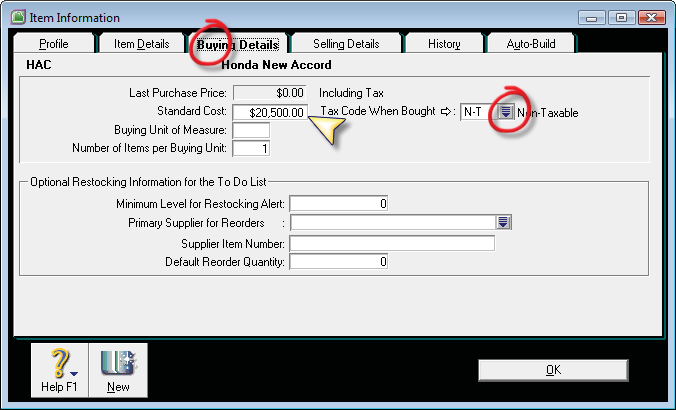 Item Information
Profile Item Details Buying Details Selling Details History Auto-Build
HAC Honda New Accord
Last Purchase Price: $0.00 Including Tax
Standard Cost: $20,500.00 Tax Code When Bought ⇨: N-T Non-Taxable
Buying Unit of Measure:
Number of Items per Buying Unit: 1
Optional Restocking Information for the To Do List
Minimum Level for Restocking Alert: 0
Primary Supplier for Reorders :
Supplier Item Number:
Default Reorder Quantity: 0
Help F1 New OK